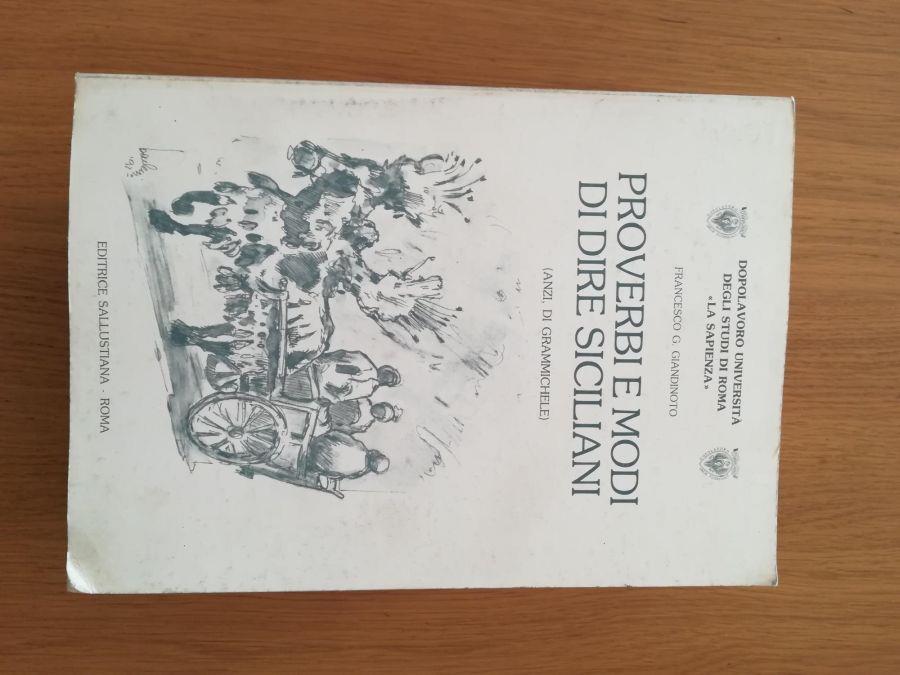 DOPOLAVORO UNIVERSITÀ
DEGLI STUDI DI ROMA
«LA SAPIENZA»
FRANCESCO G. GIANDINOTO
PROVERBI E MODI
DI DIRE SICILIANI
(ANZI, DI GRAMMICHELE)
EDITRICE SALLUSTIANA · ROMA